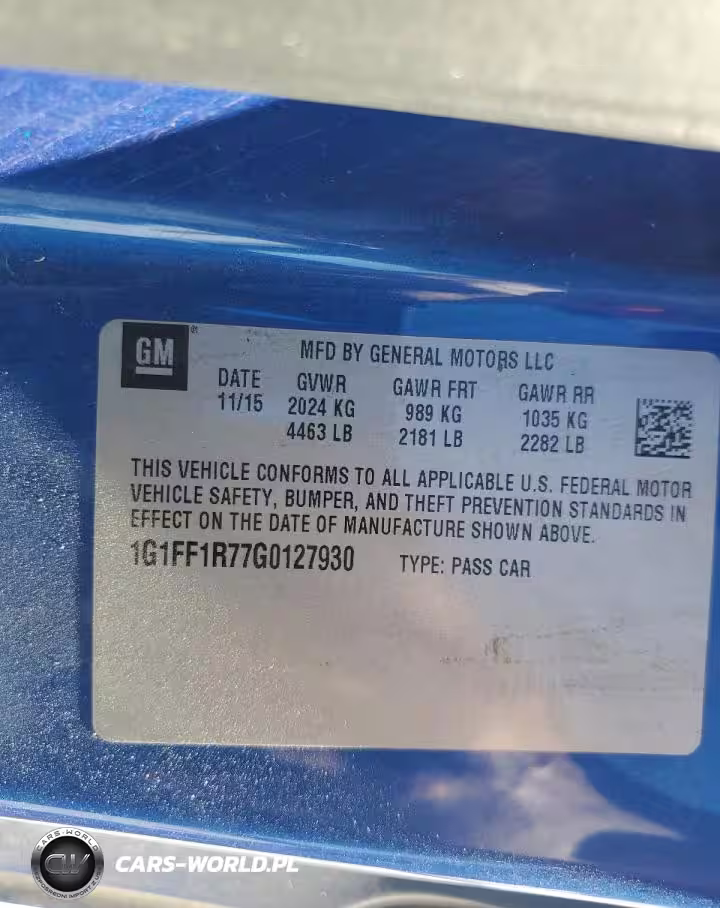 GM
®
MFD BY GENERAL MOTORS LLC
DATE GVWR GAWR FRT GAWR RR
11/15 2024 KG 989 KG 1035 KG
4463 LB 2181 LB 2282 LB
THIS VEHICLE CONFORMS TO ALL APPLICABLE U.S. FEDERAL MOTOR
VEHICLE SAFETY, BUMPER, AND THEFT PREVENTION STANDARDS IN
EFFECT ON THE DATE OF MANUFACTURE SHOWN ABOVE.
1G1FF1R77G0127930 TYPE: PASS CAR
CARS-WORLD
CW
CARS-WORLD.PL